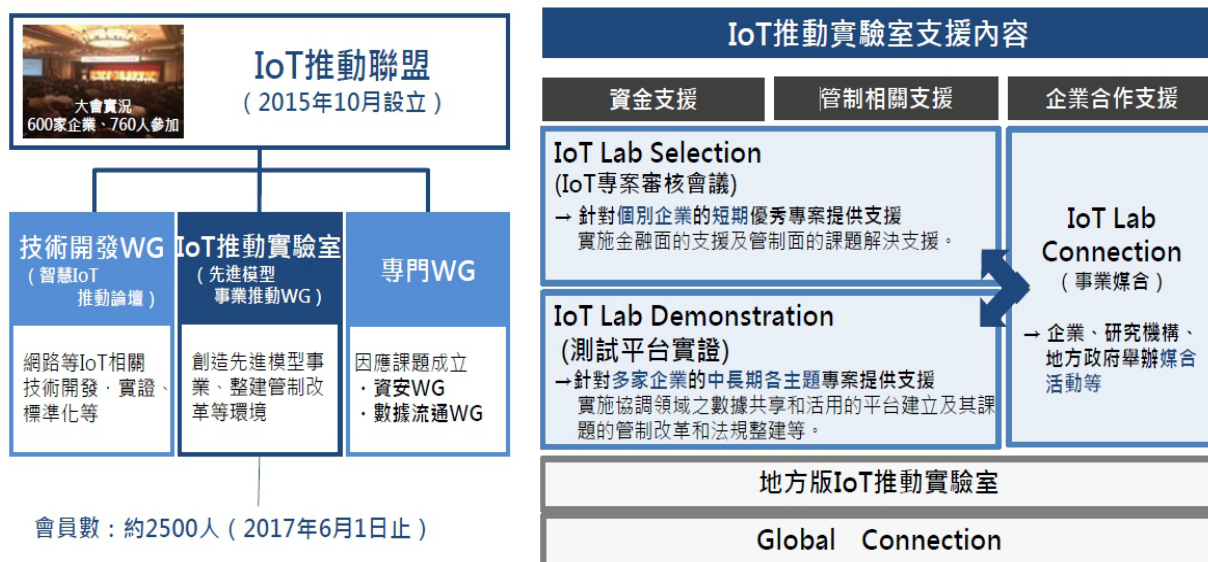 IoT推動聯盟
（2015年10月設立）
大會實況
600家企業、760人參加
技術開發WG
（智慧IoT
推動論壇）
網路等IoT相關
技術開發．實證、
標準化等
IoT推動實驗室
（先進模型
事業推動WG）
創造先進模型事
業、整建管制改
革等環境
專門WG
因應課題成立
．資安WG
．數據流通WG
會員數：約2500人（2017年6月1日止）
IoT推動實驗室支援內容
資金支援
管制相關支援
企業合作支援
IoT Lab Selection
(IoT專案審核會議)
→ 針對個別企業的短期優秀專案提供支援
實施金融面的支援及管制面的課題解決支援。
IoT Lab Demonstration
(測試平台實證)
→針對多家企業的中長期各主題專案提供支援
實施協調領域之數據共享和活用的平台建立及其課
題的管制改革和法規整建等。
IoT Lab
Connection
（事業媒合）
→ 企業、研究機構、
地方政府舉辦媒合
活動等
地方版IoT推動實驗室
Global Connection